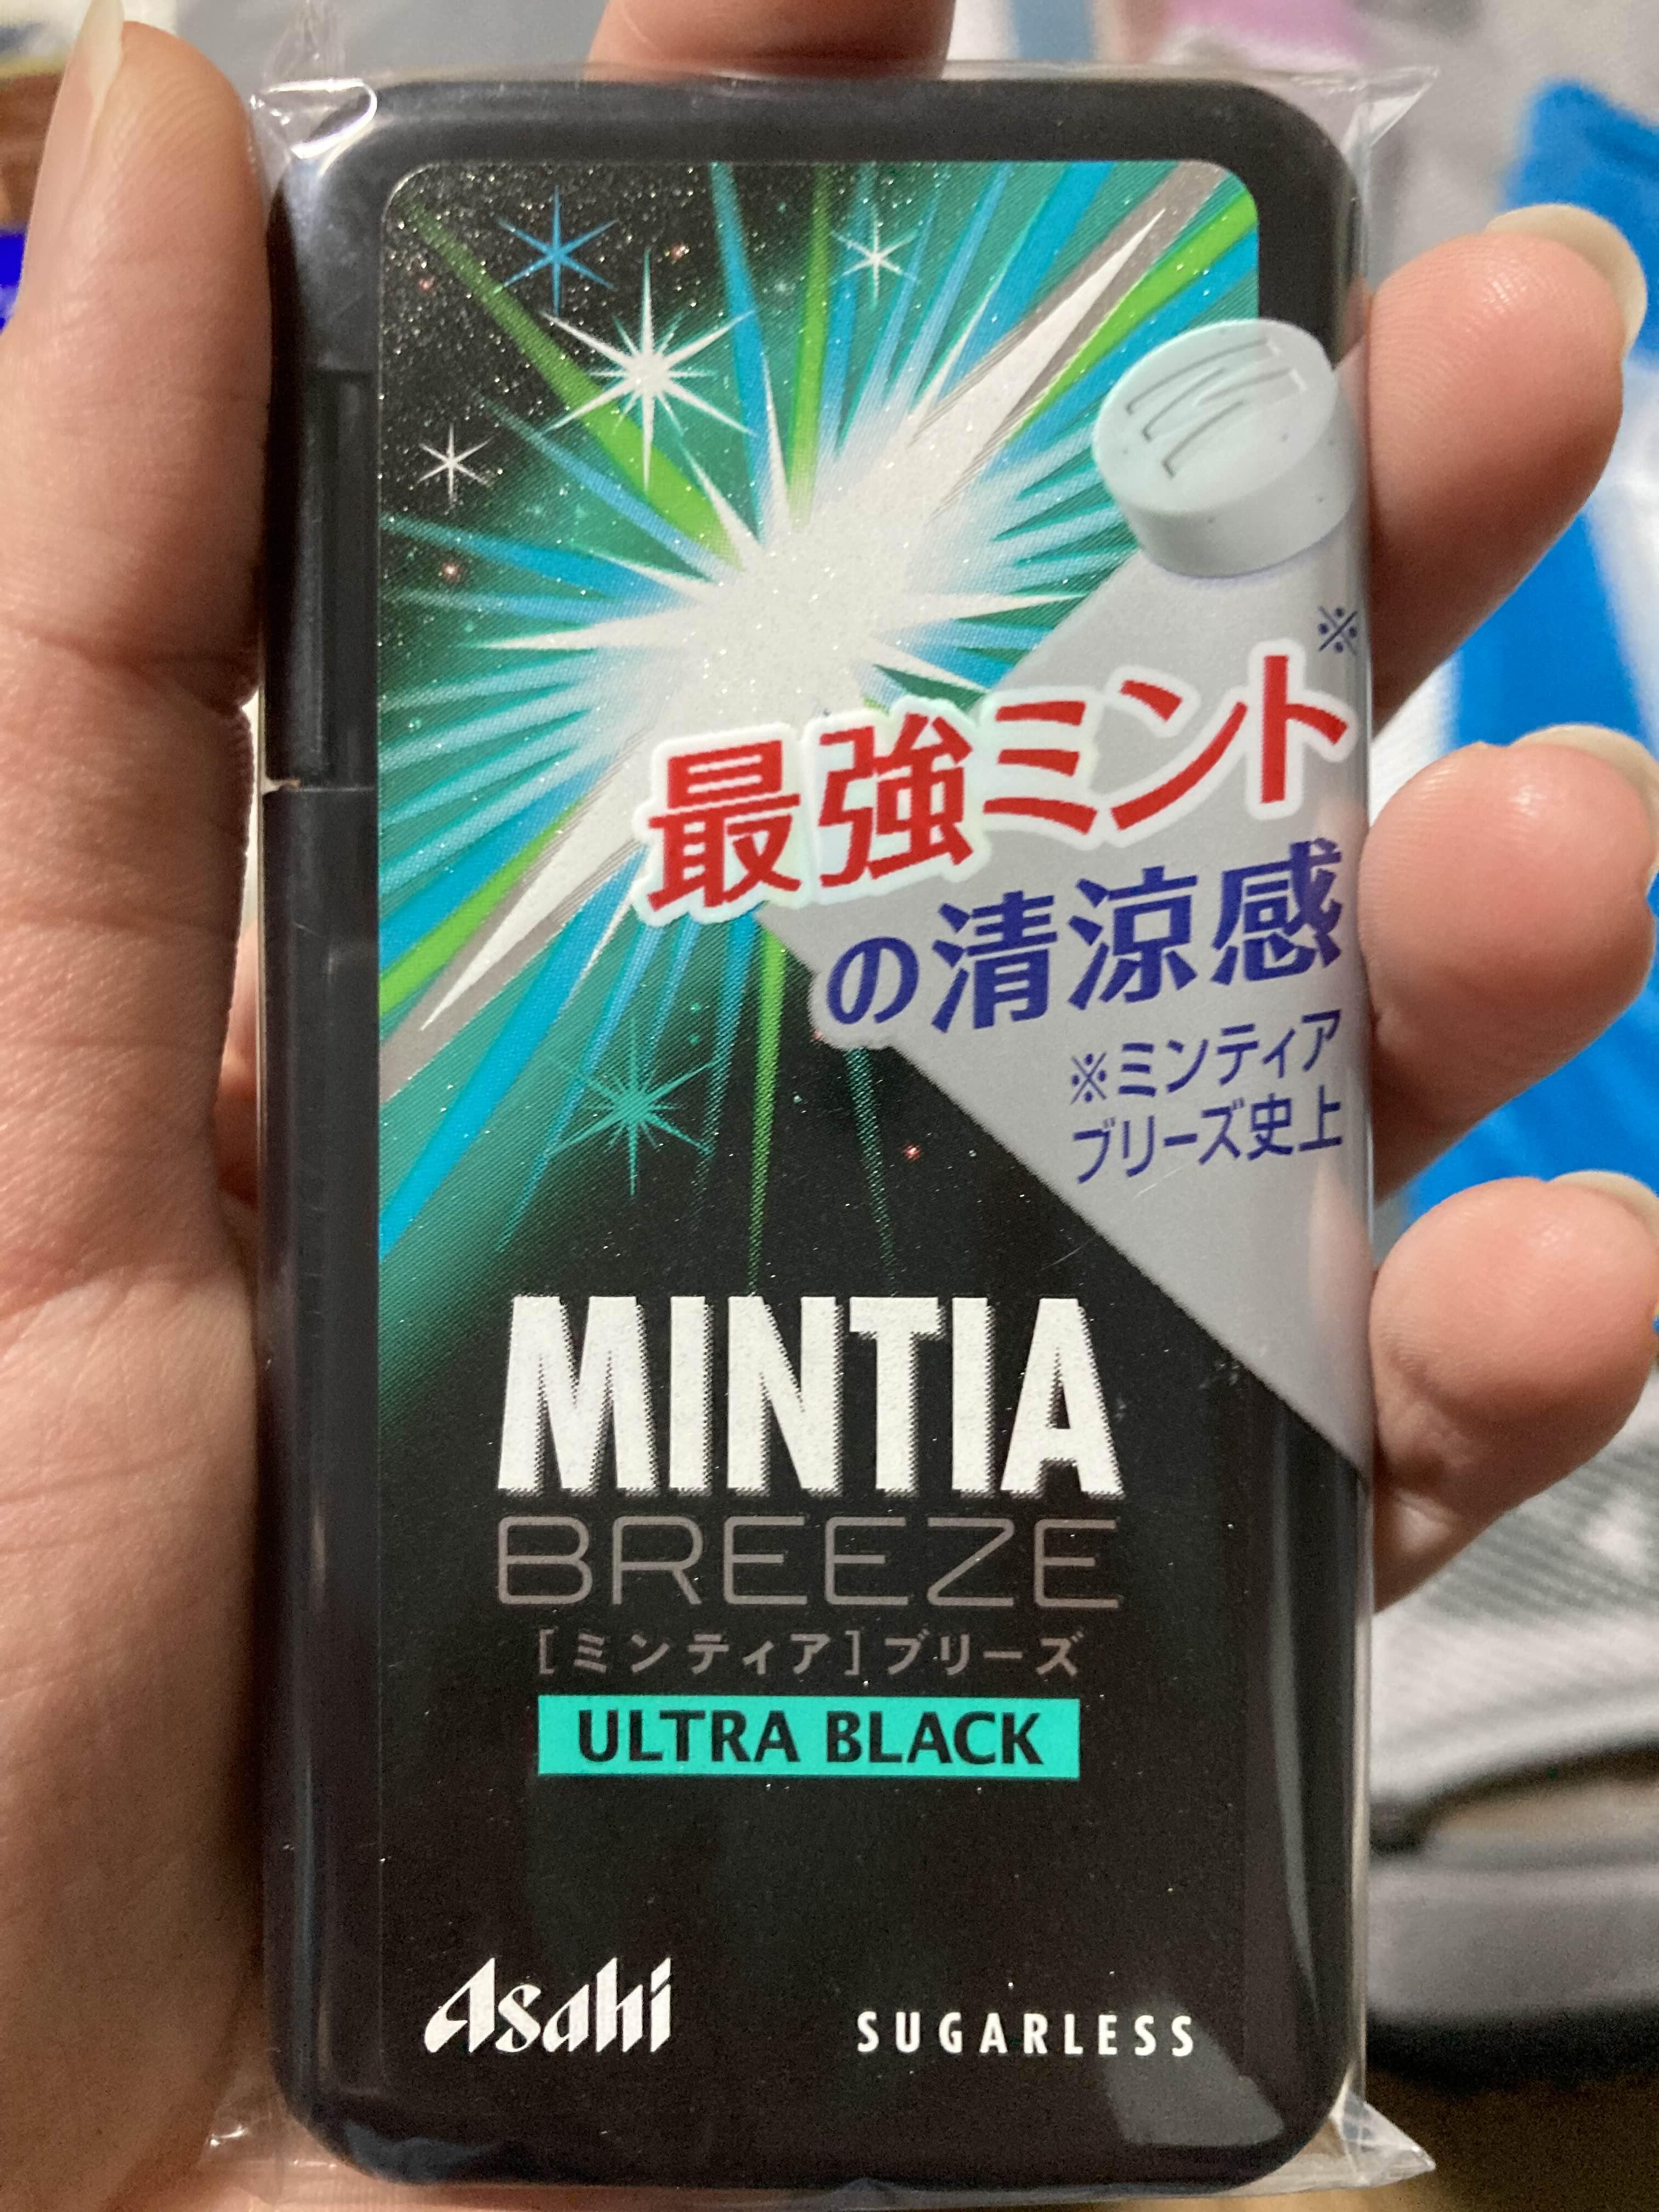 ※
最強ミント
の清涼感
※ミンティア
ブリーズ史上
MINTIA
BREEZE
[ミンティア]ブリーズ
ULTRA BLACK
Asahi
SUGARLESS